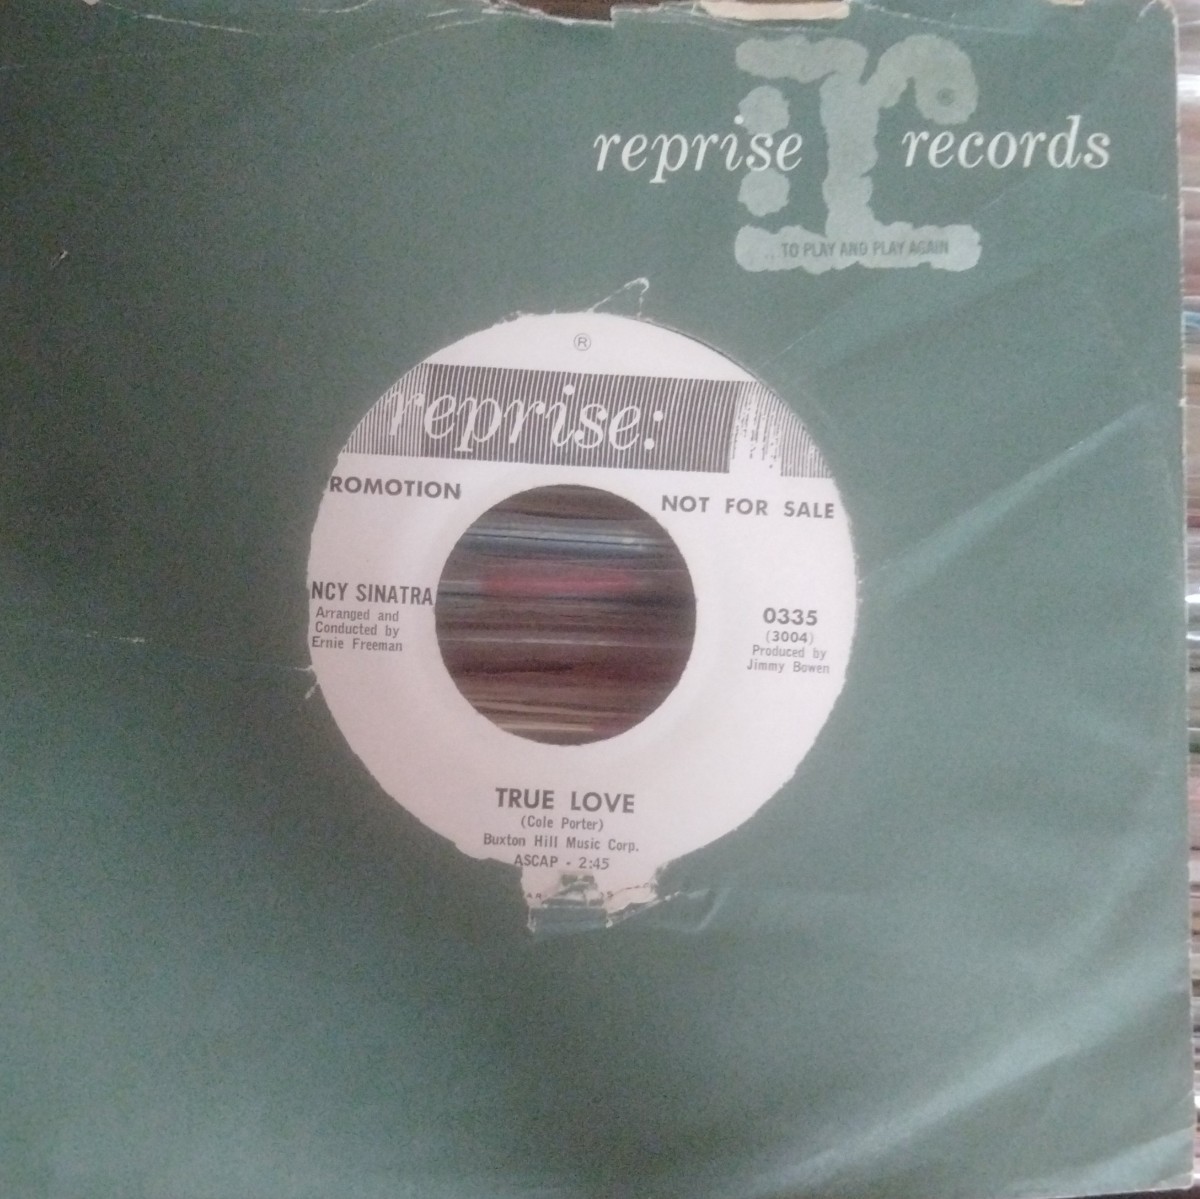 reprise records
®
...TO PLAY AND PLAY AGAIN
®
reprise:
ROMOTION
NOT FOR SALE
NCY SINATRA
Arranged and
Conducted by
Ernie Freeman
0335
(3004)
Produced by
Jimmy Bowen
TRUE LOVE
(Cole Porter)
Buxton Hill Music Corp.
ASCAP - 2:45